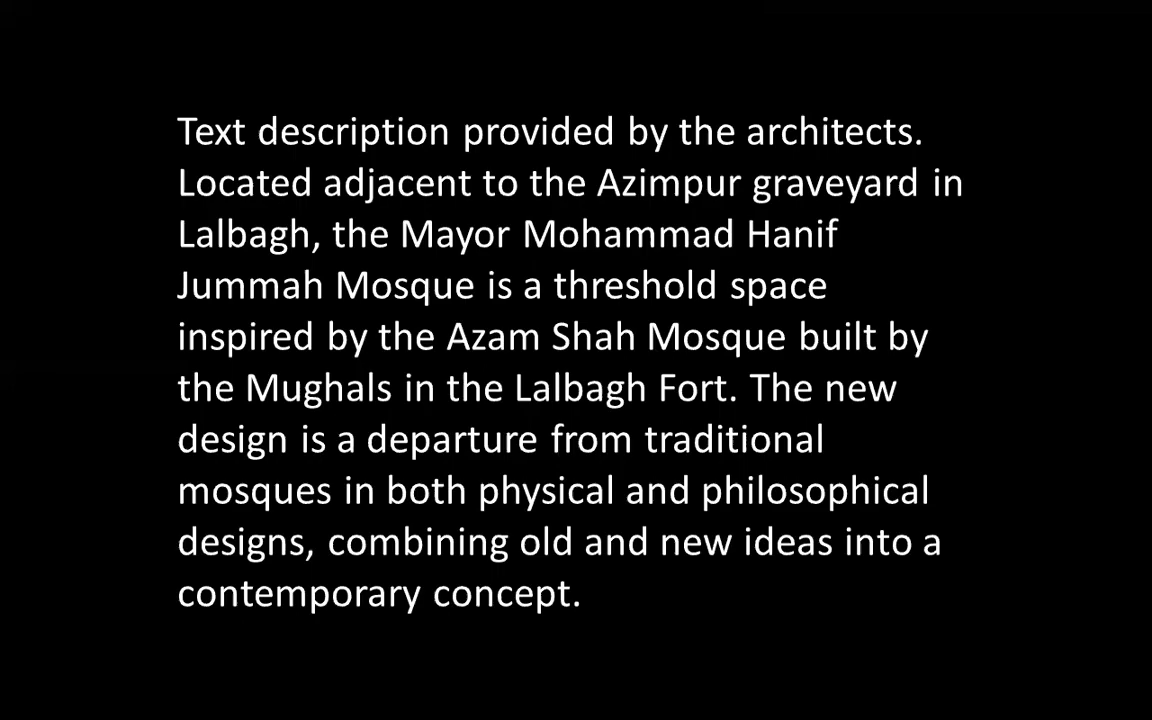 Text description provided by the architects.
Located adjacent to the Azimpur graveyard in
Lalbagh, the Mayor Mohammad Hanif
Jummah Mosque is a threshold space
inspired by the Azam Shah Mosque built by
the Mughals in the Lalbagh Fort. The new
design is a departure from traditional
mosques in both physical and philosophical
designs, combining old and new ideas into a
contemporary concept.